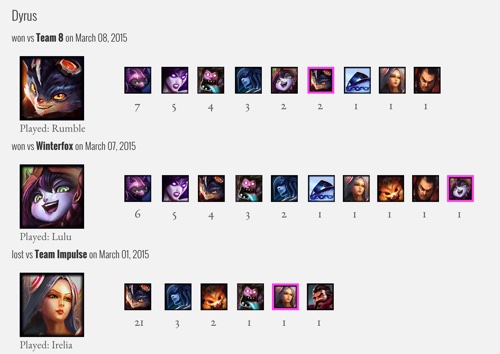 Dyrus
won vs Team 8 on March 08, 2015
7 5 4 3 2 2 1 1 1
Played: Rumble
won vs Winterfox on March 07, 2015
6 5 4 3 2 1 1 1 1 1
Played: Lulu
lost vs Team Impulse on March 01, 2015
21 3 2 1 1 1
Played: Irelia